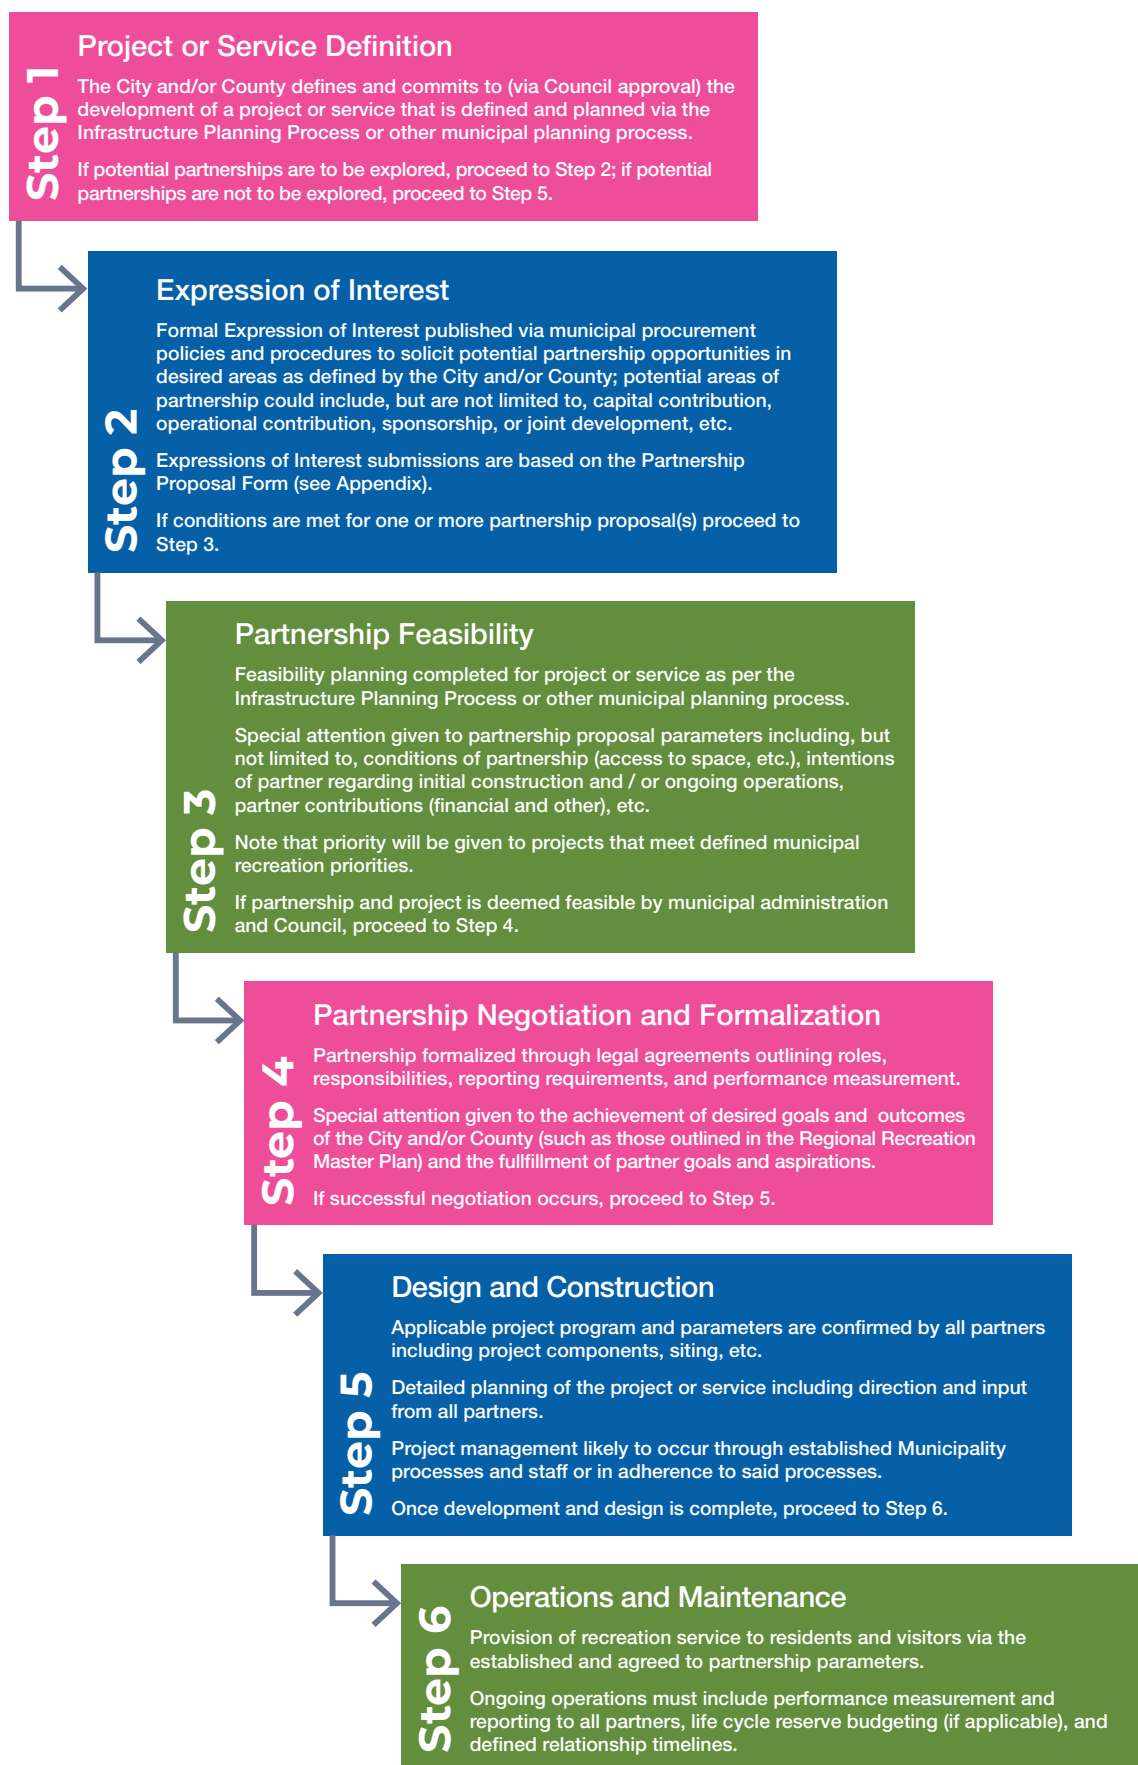 Step 1
Project or Service Definition
The City and/or County defines and commits to (via Council approval) the
development of a project or service that is defined and planned via the
Infrastructure Planning Process or other municipal planning process.
If potential partnerships are to be explored, proceed to Step 2; if potential
partnerships are not to be explored, proceed to Step 5.
Step 2
Expression of Interest
Formal Expression of Interest published via municipal procurement
policies and procedures to solicit potential partnership opportunities in
desired areas as defined by the City and/or County; potential areas of
partnership could include, but are not limited to, capital contribution,
operational contribution, sponsorship, or joint development, etc.
Expressions of Interest submissions are based on the Partnership
Proposal Form (see Appendix).
If conditions are met for one or more partnership proposal(s) proceed to
Step 3.
Step 3
Partnership Feasibility
Feasibility planning completed for project or service as per the
Infrastructure Planning Process or other municipal planning process.
Special attention given to partnership proposal parameters including, but
not limited to, conditions of partnership (access to space, etc.), intentions
of partner regarding initial construction and / or ongoing operations,
partner contributions (financial and other), etc.
Note that priority will be given to projects that meet defined municipal
recreation priorities.
If partnership and project is deemed feasible by municipal administration
and Council, proceed to Step 4.
Step 4
Partnership Negotiation and Formalization
Partnership formalized through legal agreements outlining roles,
responsibilities, reporting requirements, and performance measurement.
Special attention given to the achievement of desired goals and outcomes
of the City and/or County (such as those outlined in the Regional Recreation
Master Plan) and the fullfillment of partner goals and aspirations.
If successful negotiation occurs, proceed to Step 5.
Step 5
Design and Construction
Applicable project program and parameters are confirmed by all partners
including project components, siting, etc.
Detailed planning of the project or service including direction and input
from all partners.
Project management likely to occur through established Municipality
processes and staff or in adherence to said processes.
Once development and design is complete, proceed to Step 6.
Step 6
Operations and Maintenance
Provision of recreation service to residents and visitors via the
established and agreed to partnership parameters.
Ongoing operations must include performance measurement and
reporting to all partners, life cycle reserve budgeting (if applicable), and
defined relationship timelines.